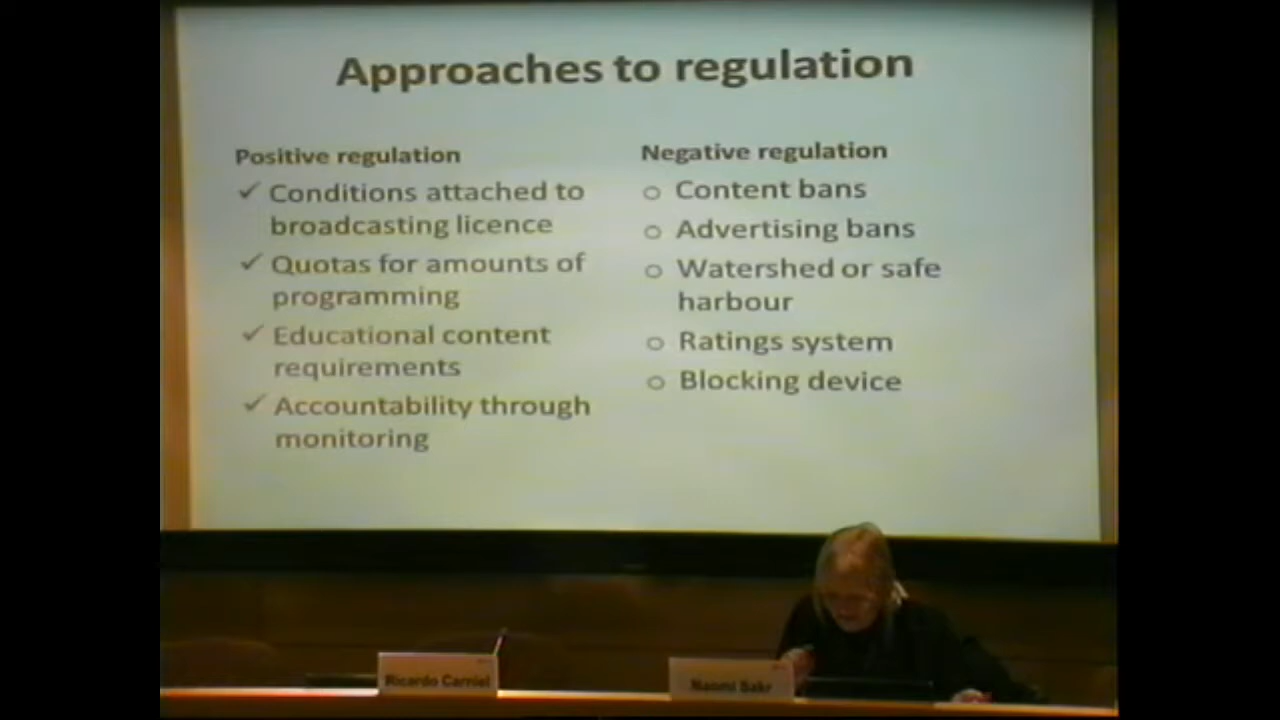 Approaches to regulation
Positive regulation
✓ Conditions attached to
broadcasting licence
✓ Quotas for amounts of
programming
✓ Educational content
requirements
✓ Accountability through
monitoring
Negative regulation
o Content bans
o Advertising bans
o Watershed or safe
harbour
o Ratings system
o Blocking device
Ricardo Carniel
Naomi Sakr